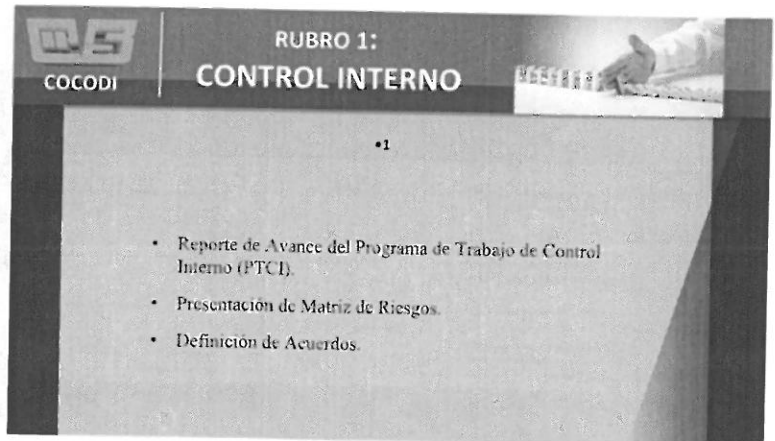 COCODI
RUBRO 1:
CONTROL INTERNO
•1
• Reporte de Avance del Programa de Trabajo de Control
Interno (PTCI).
• Presentación de Matriz de Riesgos.
• Definición de Acuerdos.